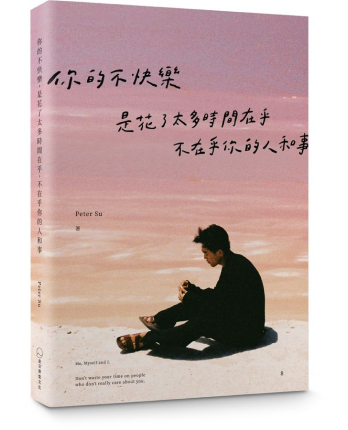 你的不快樂
是花了太多時間在乎
不在乎你的人和事
Peter Su
著
Me, Myself and I.
Don't waste your time on people
who don't really care about you.
你的不快樂，是花了太多時間在乎，不在乎你的人和事
Peter Su